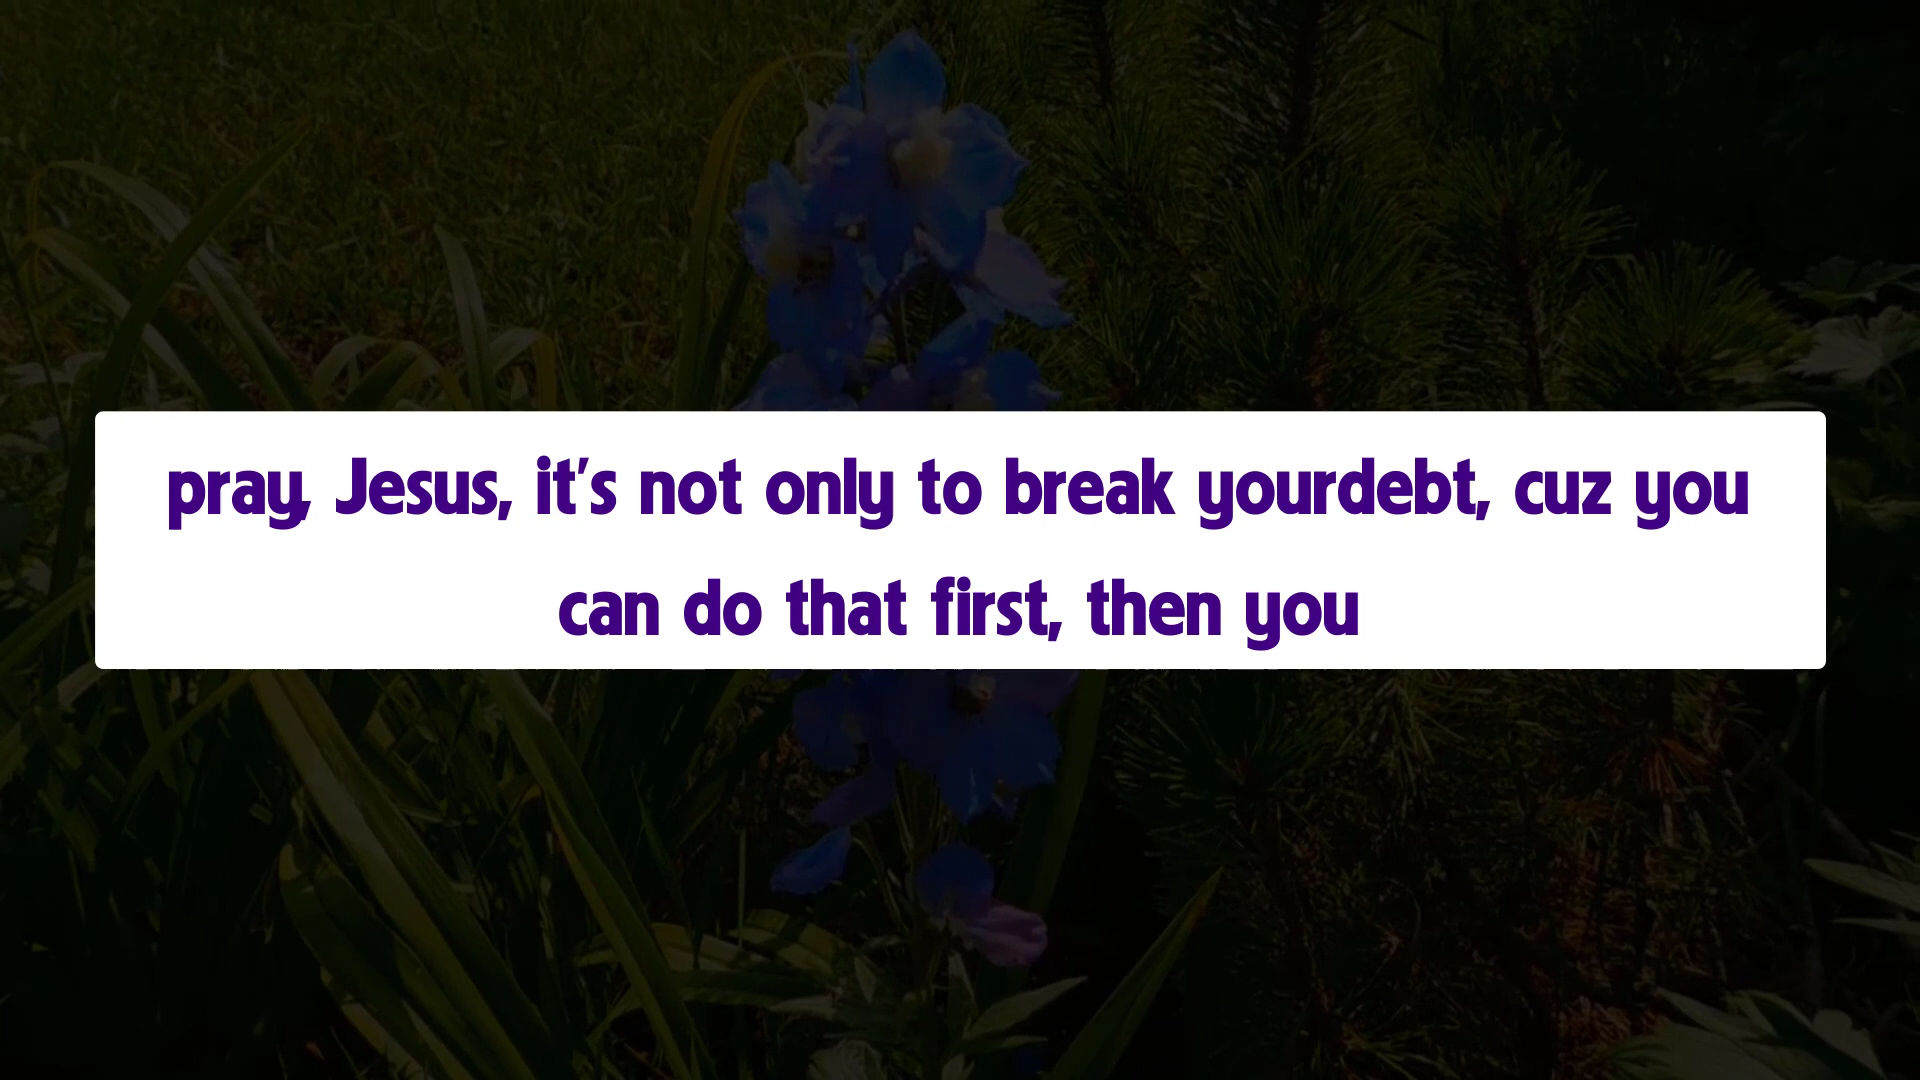 pray, Jesus, it's not only to break yourdebt, cuz you
can do that first, then you